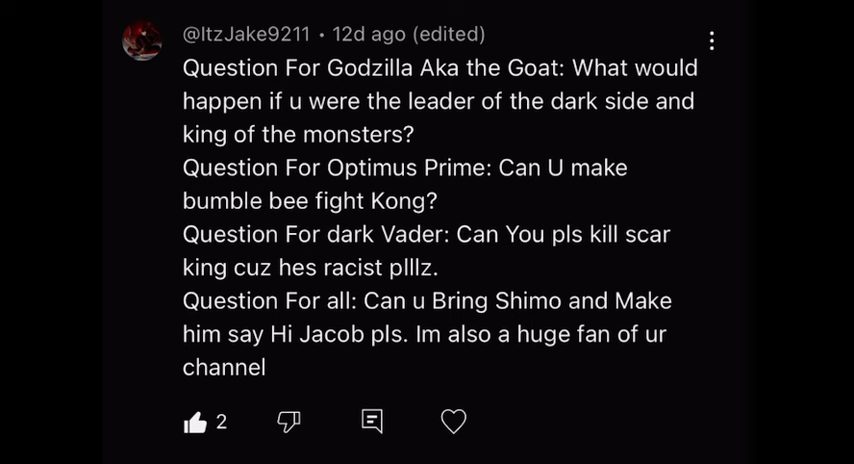 @ItzJake9211 • 12d ago (edited)
Question For Godzilla Aka the Goat: What would
happen if u were the leader of the dark side and
king of the monsters?
Question For Optimus Prime: Can U make
bumble bee fight Kong?
Question For dark Vader: Can You pls kill scar
king cuz hes racist plllz.
Question For all: Can u Bring Shimo and Make
him say Hi Jacob pls. Im also a huge fan of ur
channel
2